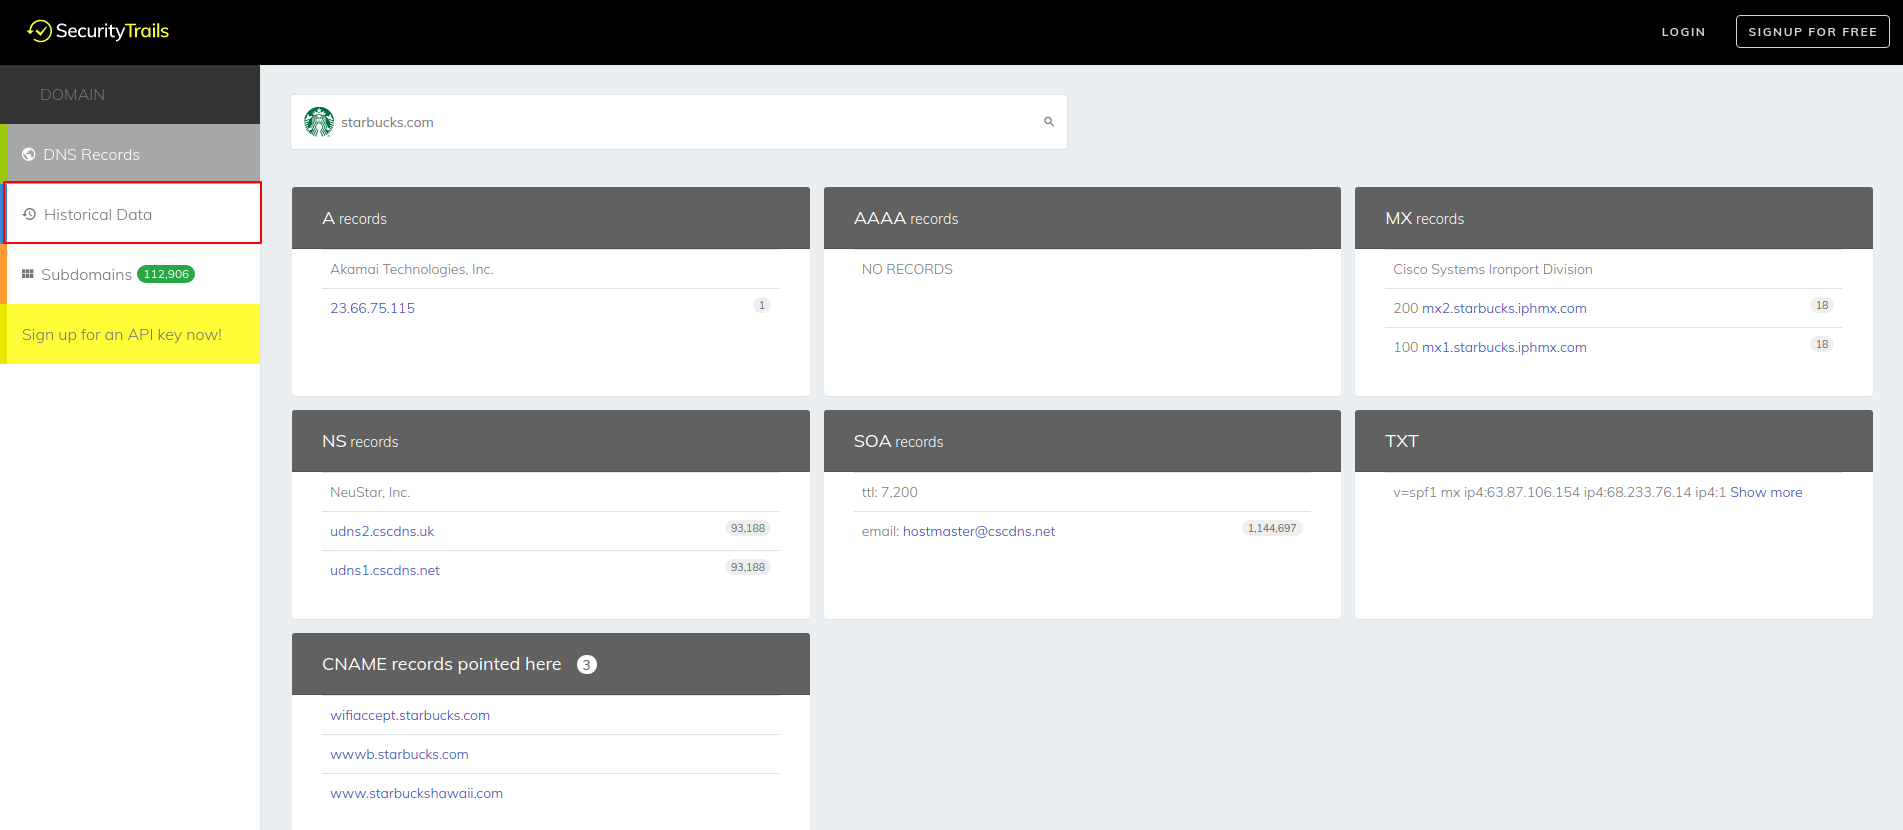 SecurityTrails
LOGIN
SIGNUP FOR FREE
DOMAIN
DNS Records
Historical Data
Subdomains 112,906
Sign up for an API key now!
starbucks.com
A records
Akamai Technologies, Inc.
23.66.75.115 1
AAAA records
NO RECORDS
MX records
Cisco Systems Ironport Division
200 mx2.starbucks.iphmx.com 18
100 mx1.starbucks.iphmx.com 18
NS records
NeuStar, Inc.
udns2.cscdns.uk 93,188
udns1.cscdns.net 93,188
SOA records
ttl: 7,200
email: hostmaster@cscdns.net 1,144,697
TXT
v=spf1 mx ip4:63.87.106.154 ip4:68.233.76.14 ip4:1 Show more
CNAME records pointed here 3
wifiaccept.starbucks.com
wwwb.starbucks.com
www.starbuckshawaii.com